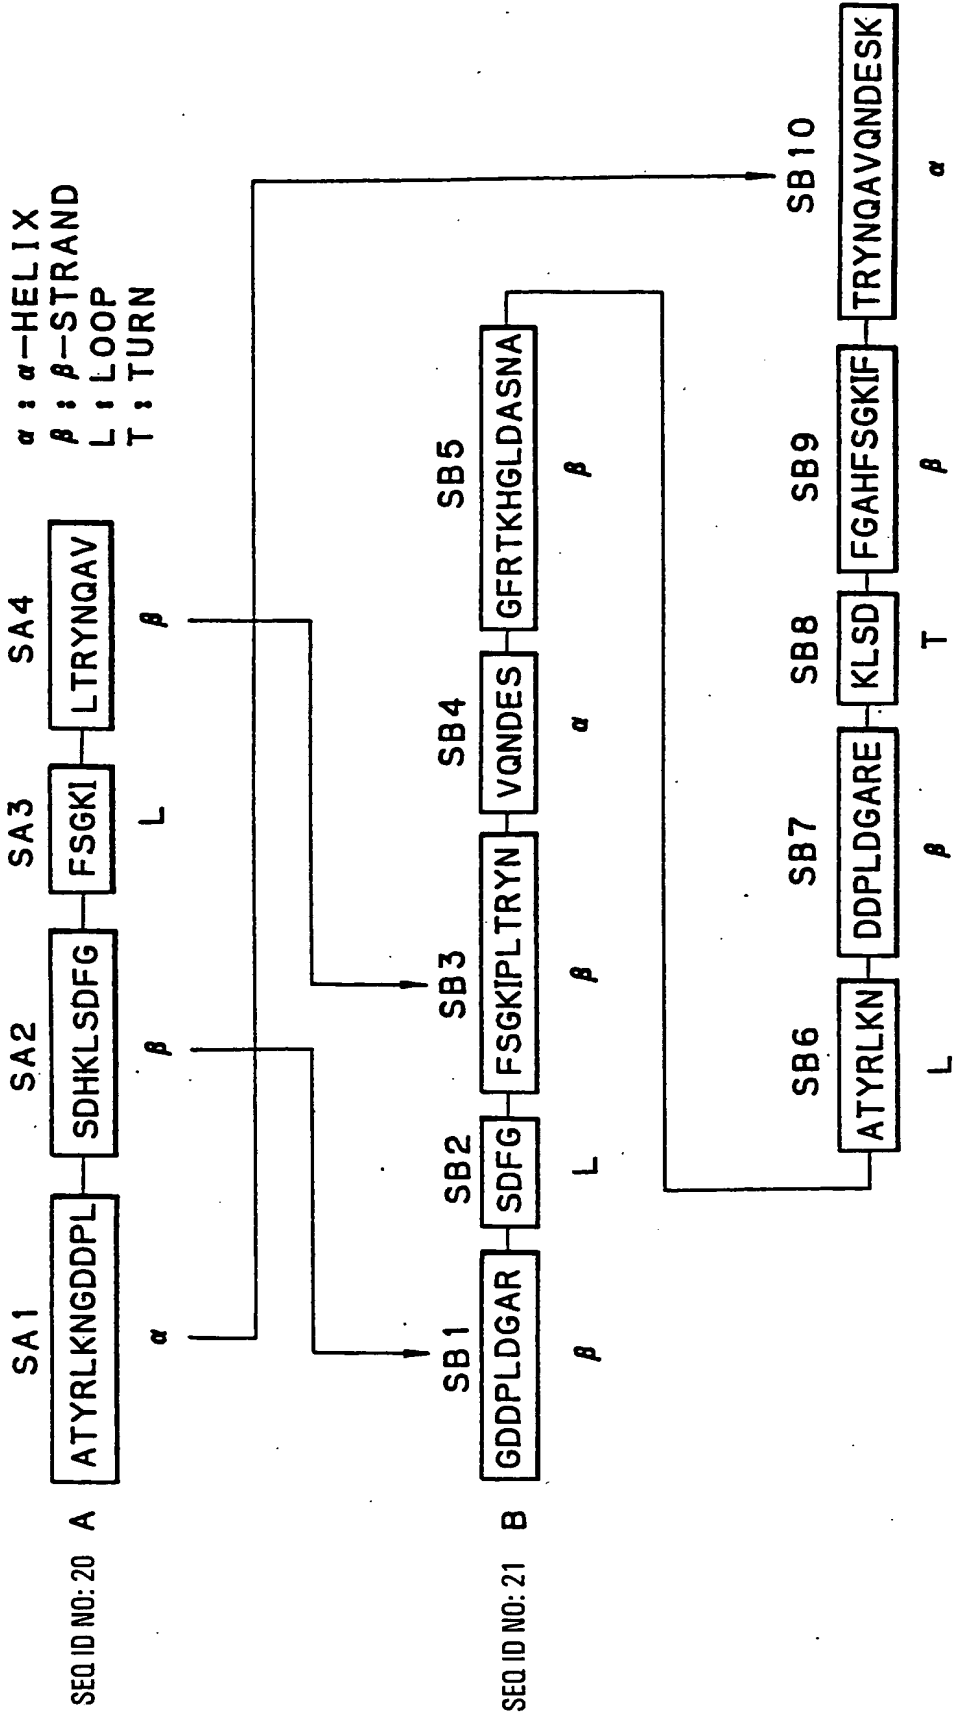 α : α-HELIX
β : β-STRAND
L : LOOP
T : TURN
SA1 SA2 SA3 SA4
SEQ ID NO: 20 A ATYRLKNGDDPL SDHKLSDFG FSGKI LTRYNQAV
α β L β
SB1 SB2 SB3 SB4 SB5
SEQ ID NO: 21 B GDDPLDGAR SDFG FSGKIPLTRYN VQNDES GFRTKHGLDASNA
β L β α β
SB6 SB7 SB8 SB9 SB10
ATYRLKN DDPLDGARE KLSD FGAHFSGKIF TRYNQAVQNDESK
L β T β α